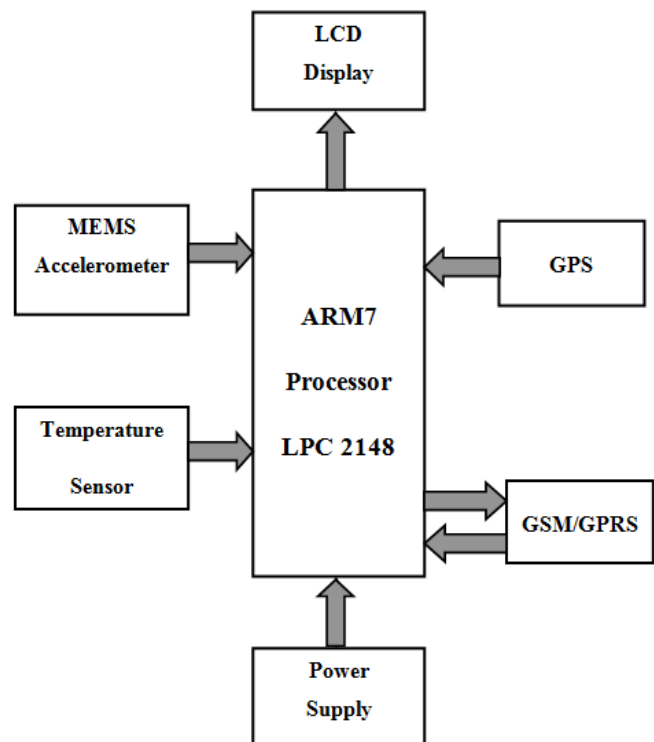 LCD
Display
MEMS
Accelerometer
GPS
ARM7
Processor
LPC 2148
Temperature
Sensor
GSM/GPRS
Power
Supply